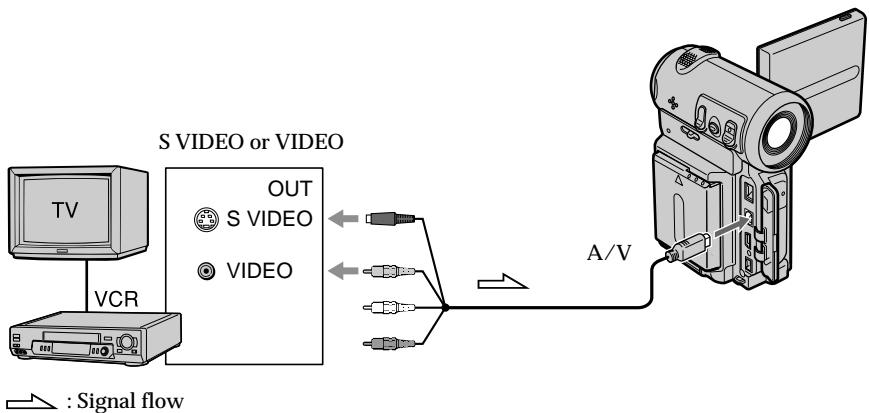 S VIDEO or VIDEO
OUT
TV
S VIDEO
A/V
VIDEO
VCR
: Signal flow